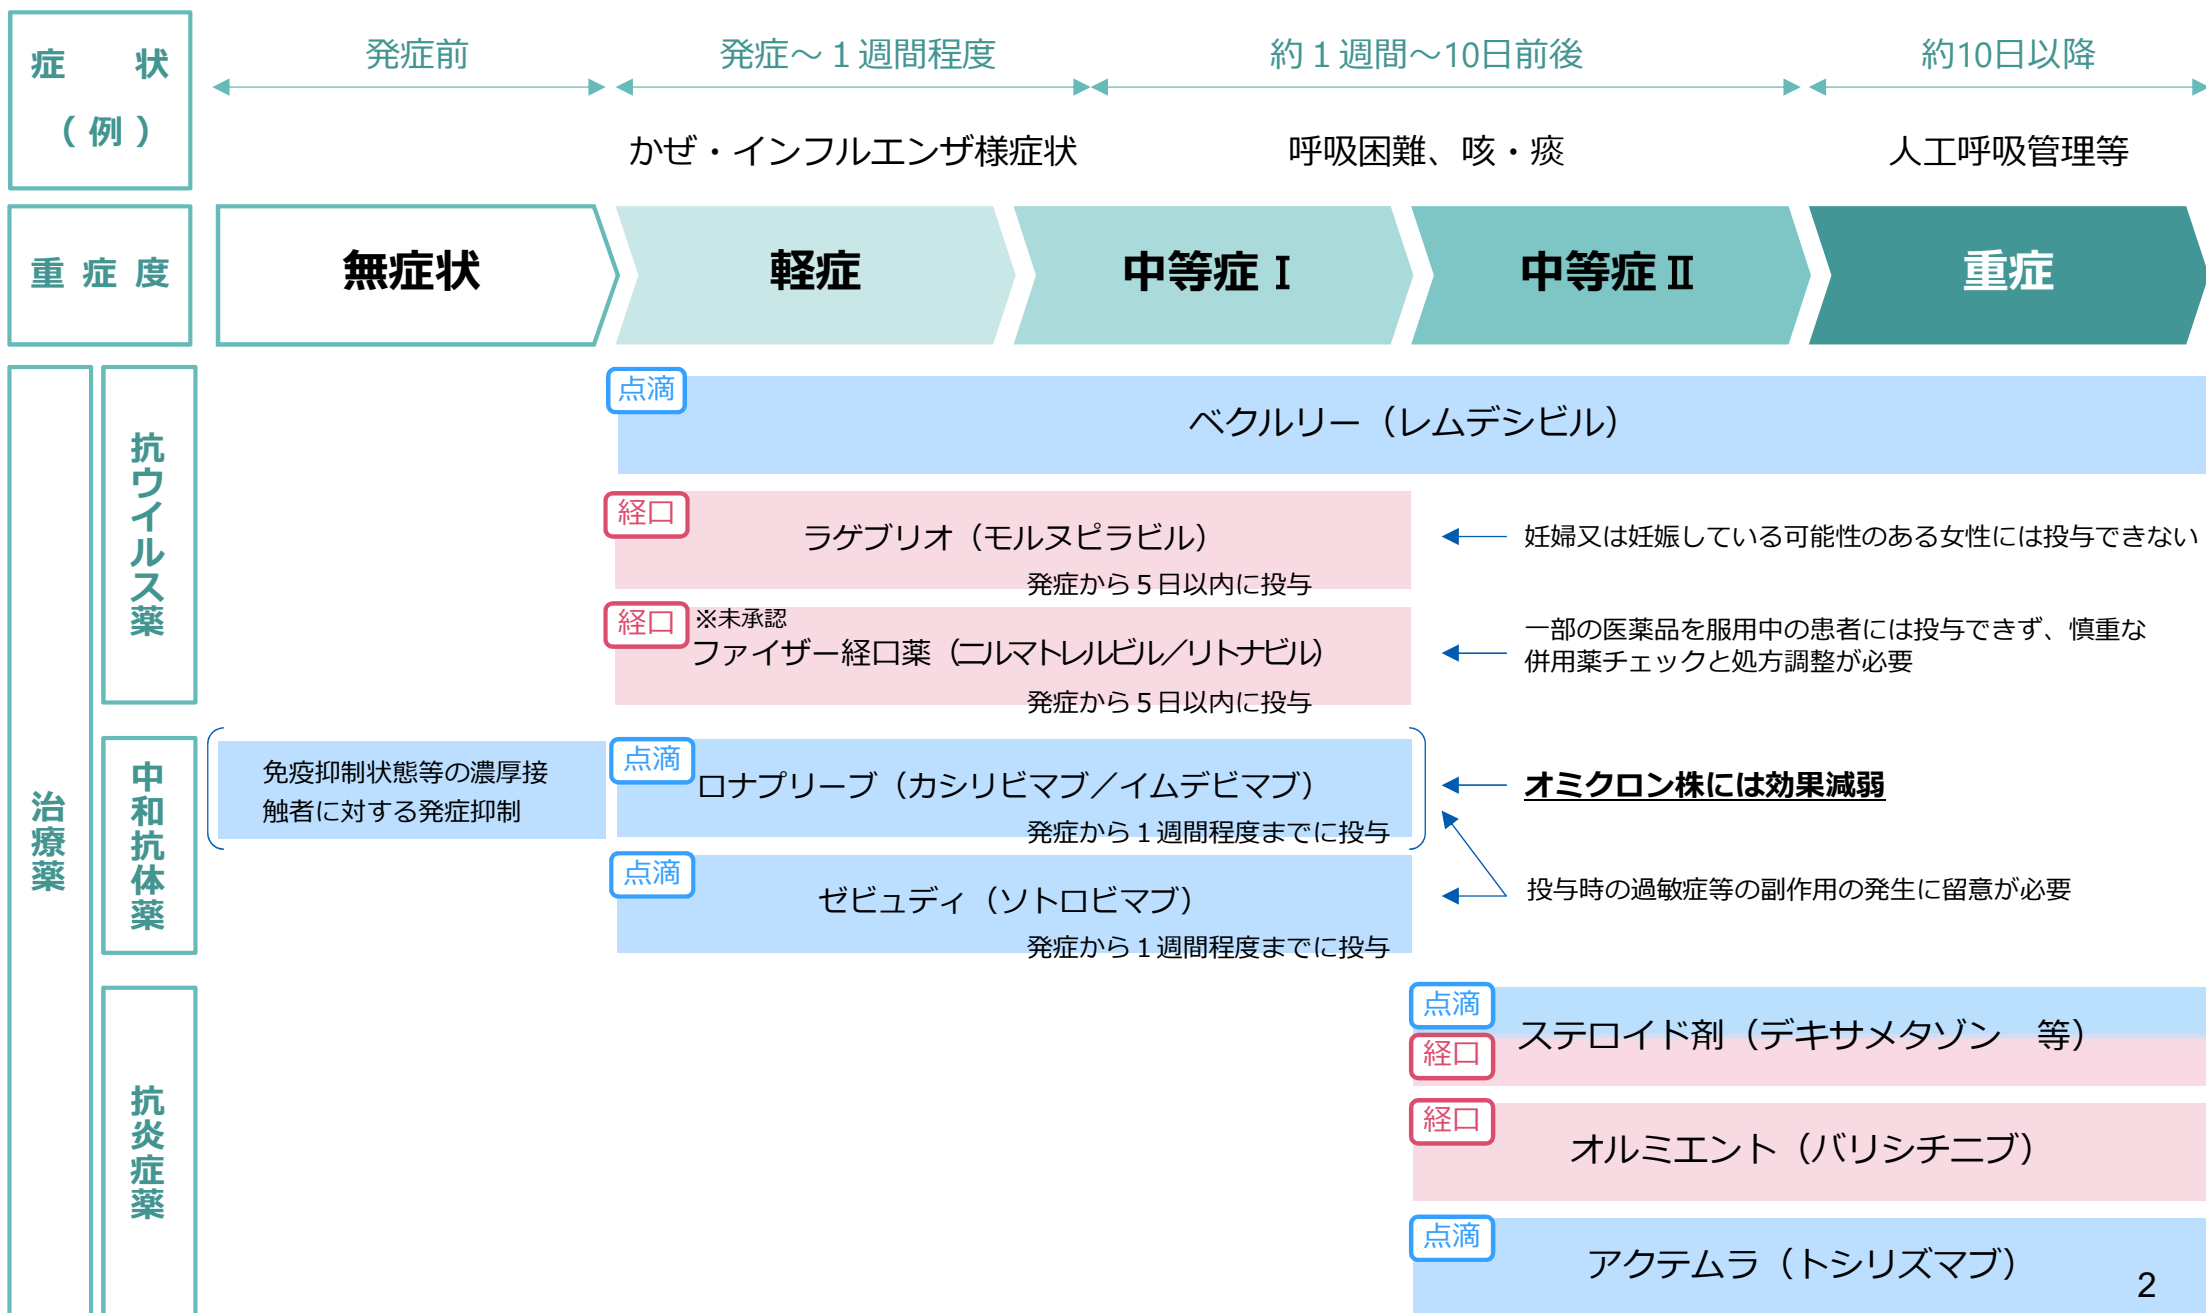 症　状
（ 例 ）
発症前
発症～１週間程度
約１週間～10日前後
約10日以降
かぜ・インフルエンザ様症状
呼吸困難、咳・痰
人工呼吸管理等
重 症 度
無症状
軽症
中等症Ⅰ
中等症Ⅱ
重症
治療薬
抗ウイルス薬
点滴
ベクルリー（レムデシビル）
経口
ラゲブリオ（モルヌピラビル）
発症から５日以内に投与
妊婦又は妊娠している可能性のある女性には投与できない
経口
※未承認
ファイザー経口薬（ニルマトレルビル／リトナビル）
発症から５日以内に投与
一部の医薬品を服用中の患者には投与できず、慎重な
併用薬チェックと処方調整が必要
中和抗体薬
免疫抑制状態等の濃厚接
触者に対する発症抑制
点滴
ロナプリーブ（カシリビマブ／イムデビマブ）
発症から１週間程度までに投与
オミクロン株には効果減弱
点滴
ゼビュディ（ソトロビマブ）
発症から１週間程度までに投与
投与時の過敏症等の副作用の発生に留意が必要
抗炎症薬
点滴
経口
ステロイド剤（デキサメタゾン　等）
経口
オルミエント（バリシチニブ）
点滴
アクテムラ（トシリズマブ）
2